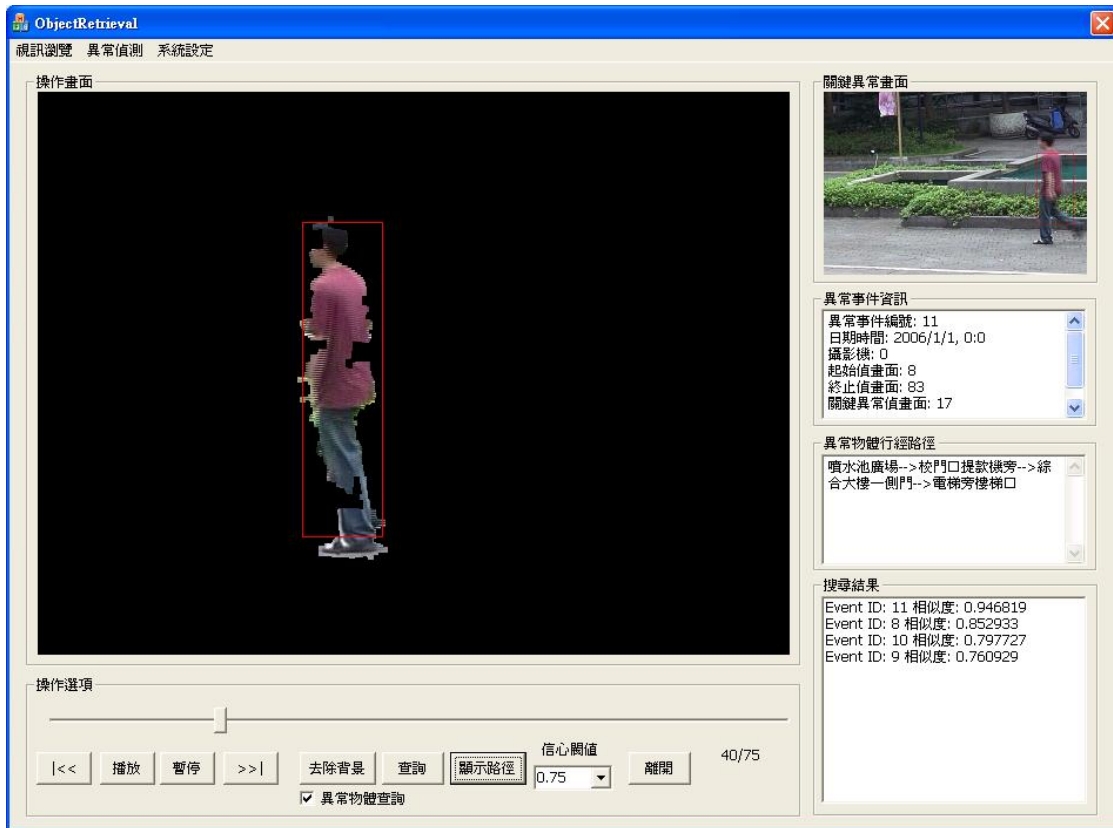 ObjectRetrieval
視訊瀏覽 異常偵測 系統設定
操作畫面
關鍵異常畫面
異常事件資訊
異常事件編號: 11
日期時間: 2006/1/1, 0:0
攝影機: 0
起始偵畫面: 8
終止偵畫面: 83
關鍵異常偵畫面: 17
異常物體行經路徑
噴水池廣場-->校門口提款機旁-->綜
合大樓一側門-->電梯旁樓梯口
搜尋結果
Event ID: 11 相似度: 0.946819
Event ID: 8 相似度: 0.852933
Event ID: 10 相似度: 0.797727
Event ID: 9 相似度: 0.760929
操作選項
|<< 播放 暫停 >>| 去除背景 查詢 顯示路徑
信心閥值
0.75
離開
40/75
異常物體查詢